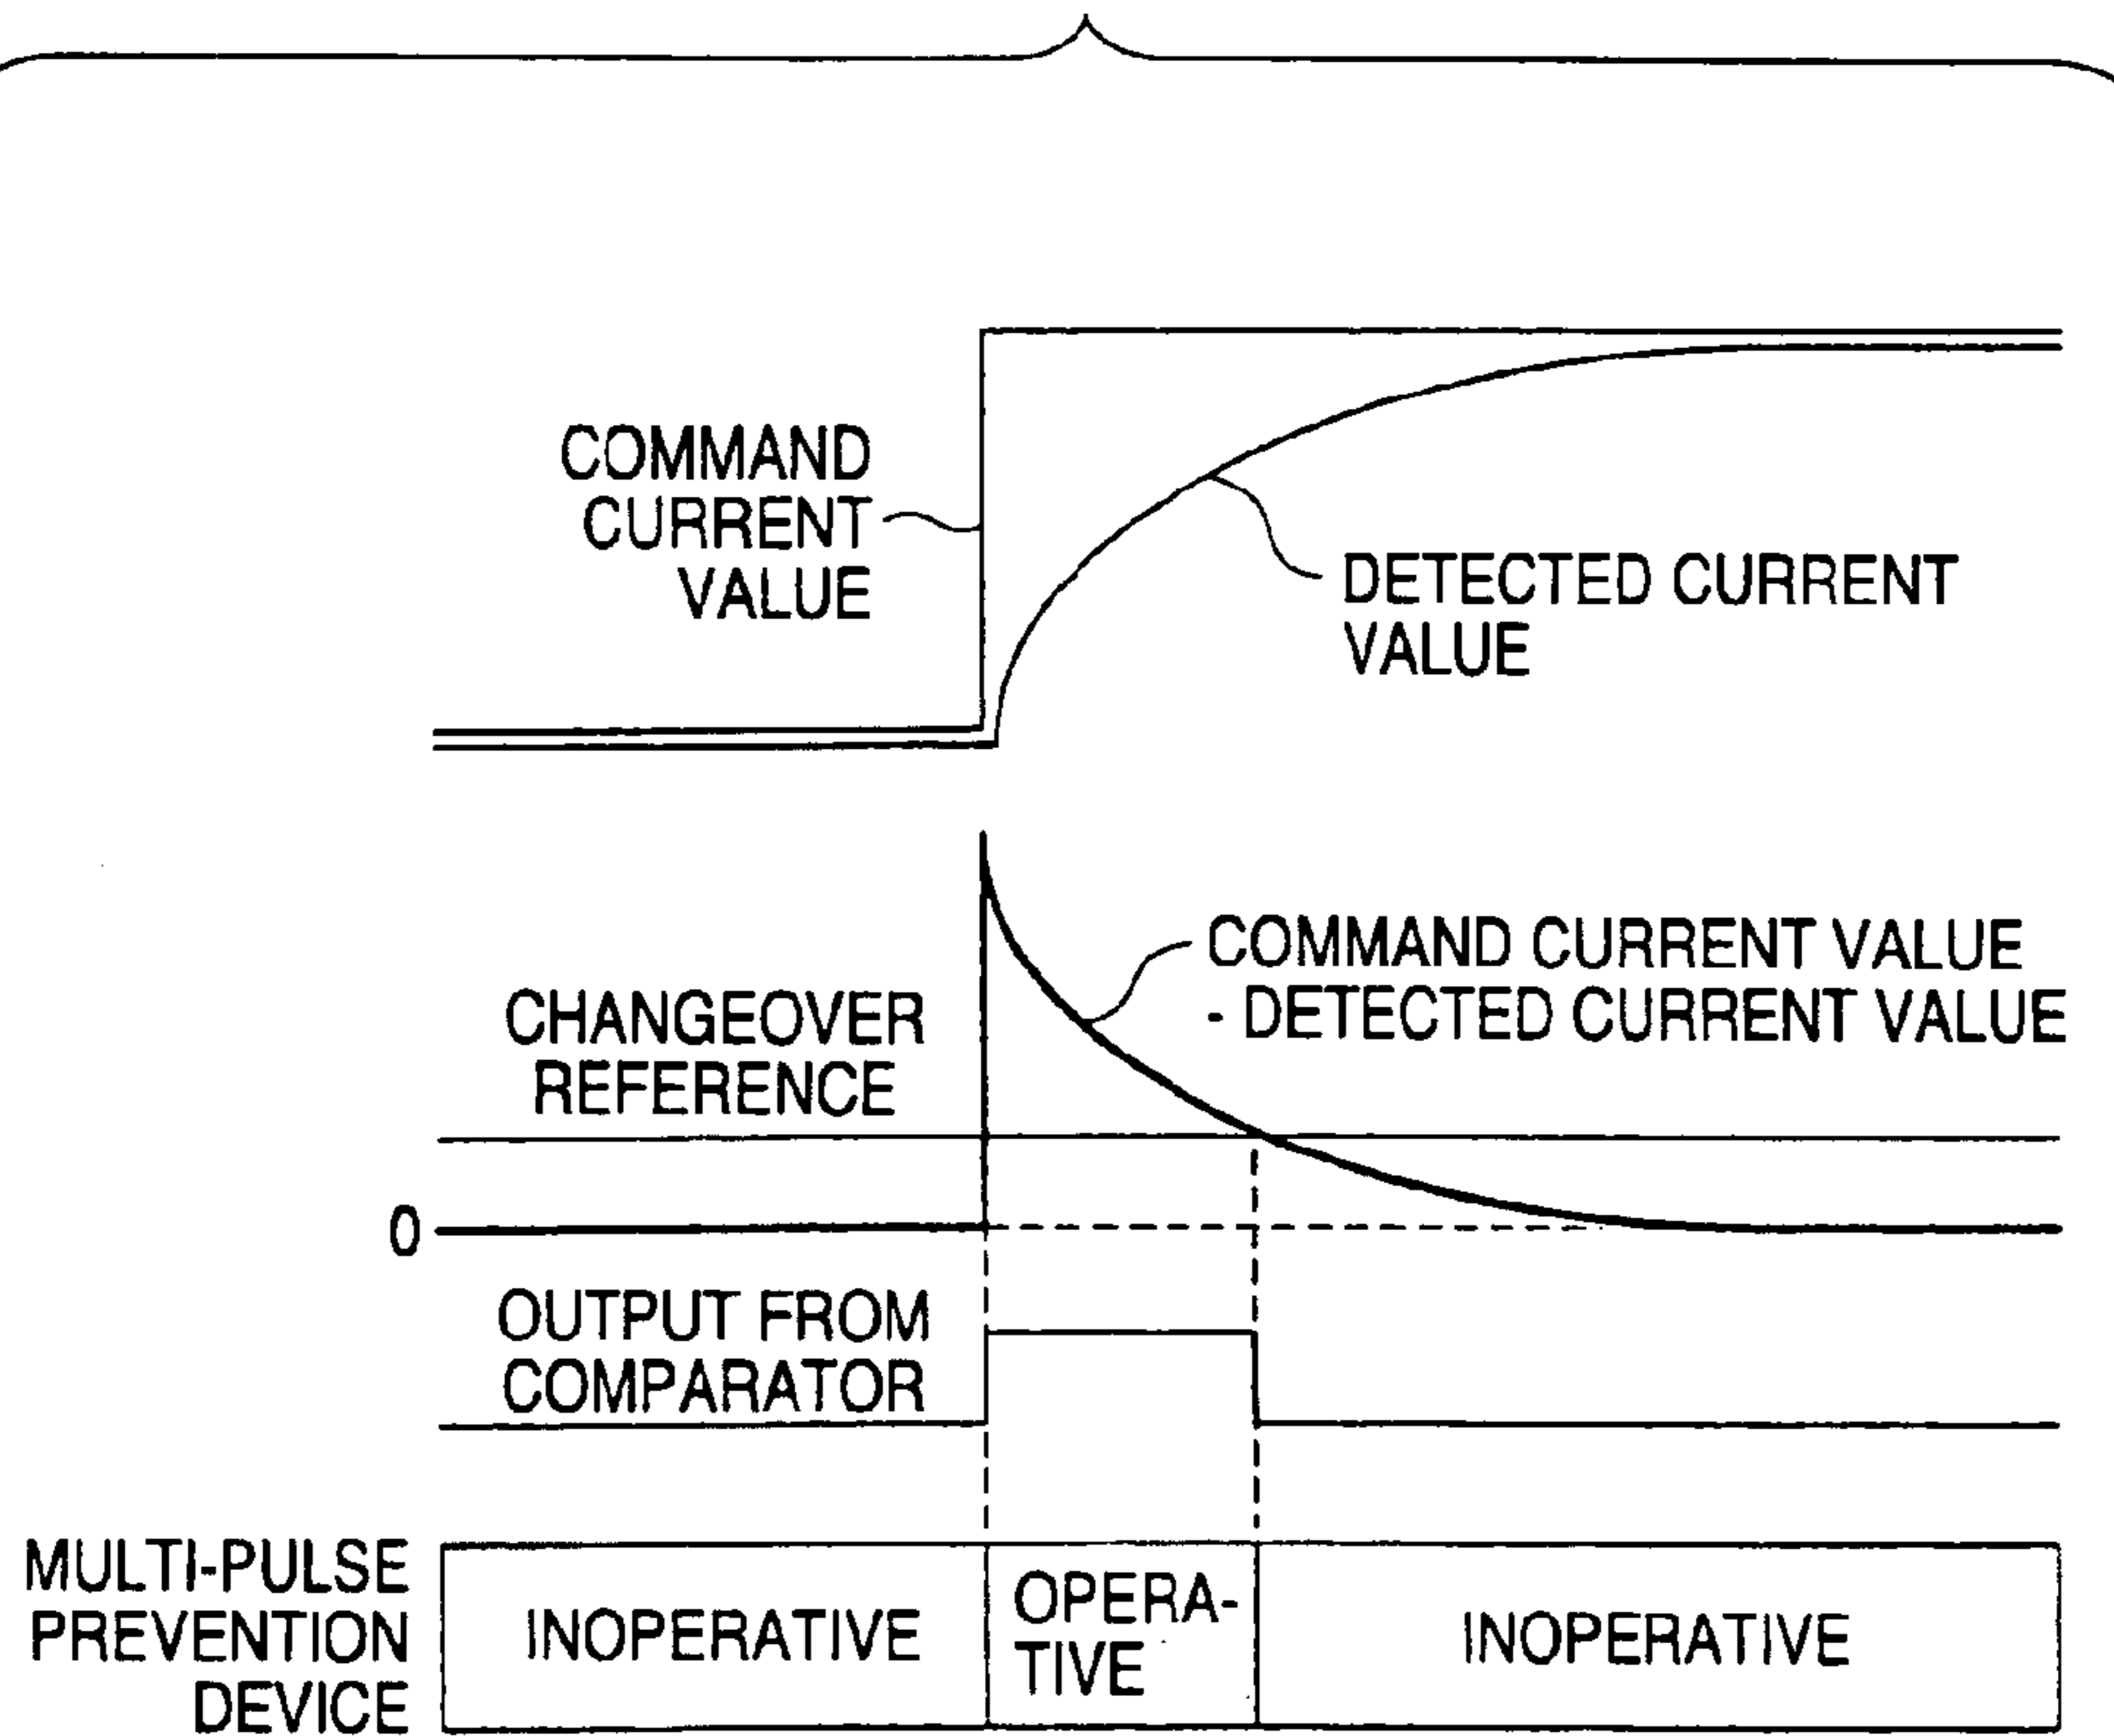 COMMAND
CURRENT
VALUE
DETECTED CURRENT
VALUE
COMMAND CURRENT VALUE
- DETECTED CURRENT VALUE
CHANGEOVER
REFERENCE
0
OUTPUT FROM
COMPARATOR
MULTI-PULSE
PREVENTION
DEVICE
INOPERATIVE
OPERA-
TIVE
INOPERATIVE